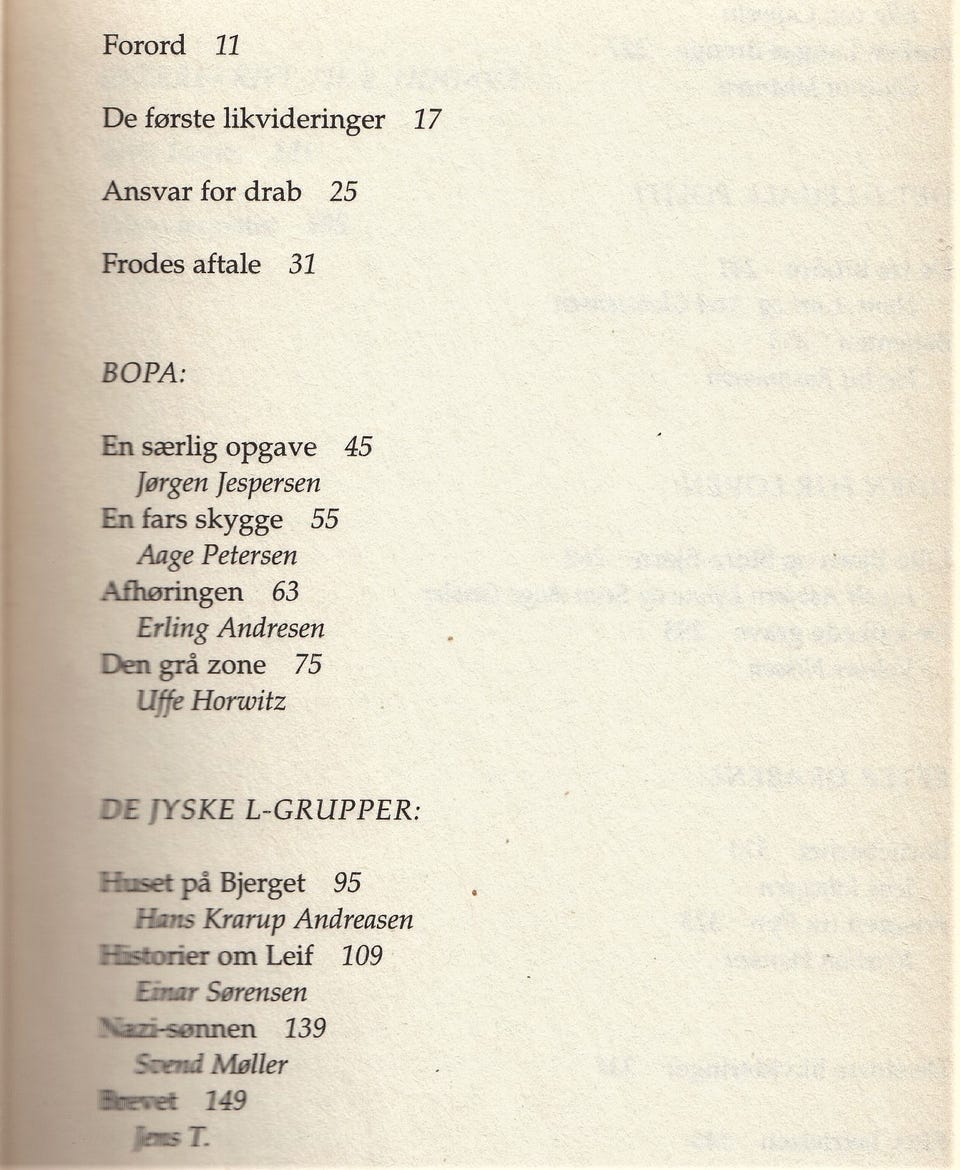 Forord 11
De første likvideringer 17
Ansvar for drab 25
Frodes aftale 31
BOPA:
En særlig opgave 45
Jørgen Jespersen
En fars skygge 55
Aage Petersen
Afhøringen 63
Erling Andresen
Den grå zone 75
Uffe Horwitz
DE JYSKE L-GRUPPER:
Huset på Bjerget 95
Hans Krarup Andreasen
Historier om Leif 109
Einar Sørensen
Nazi-sønnen 139
Svend Møller
Brevet 149
Jens T.